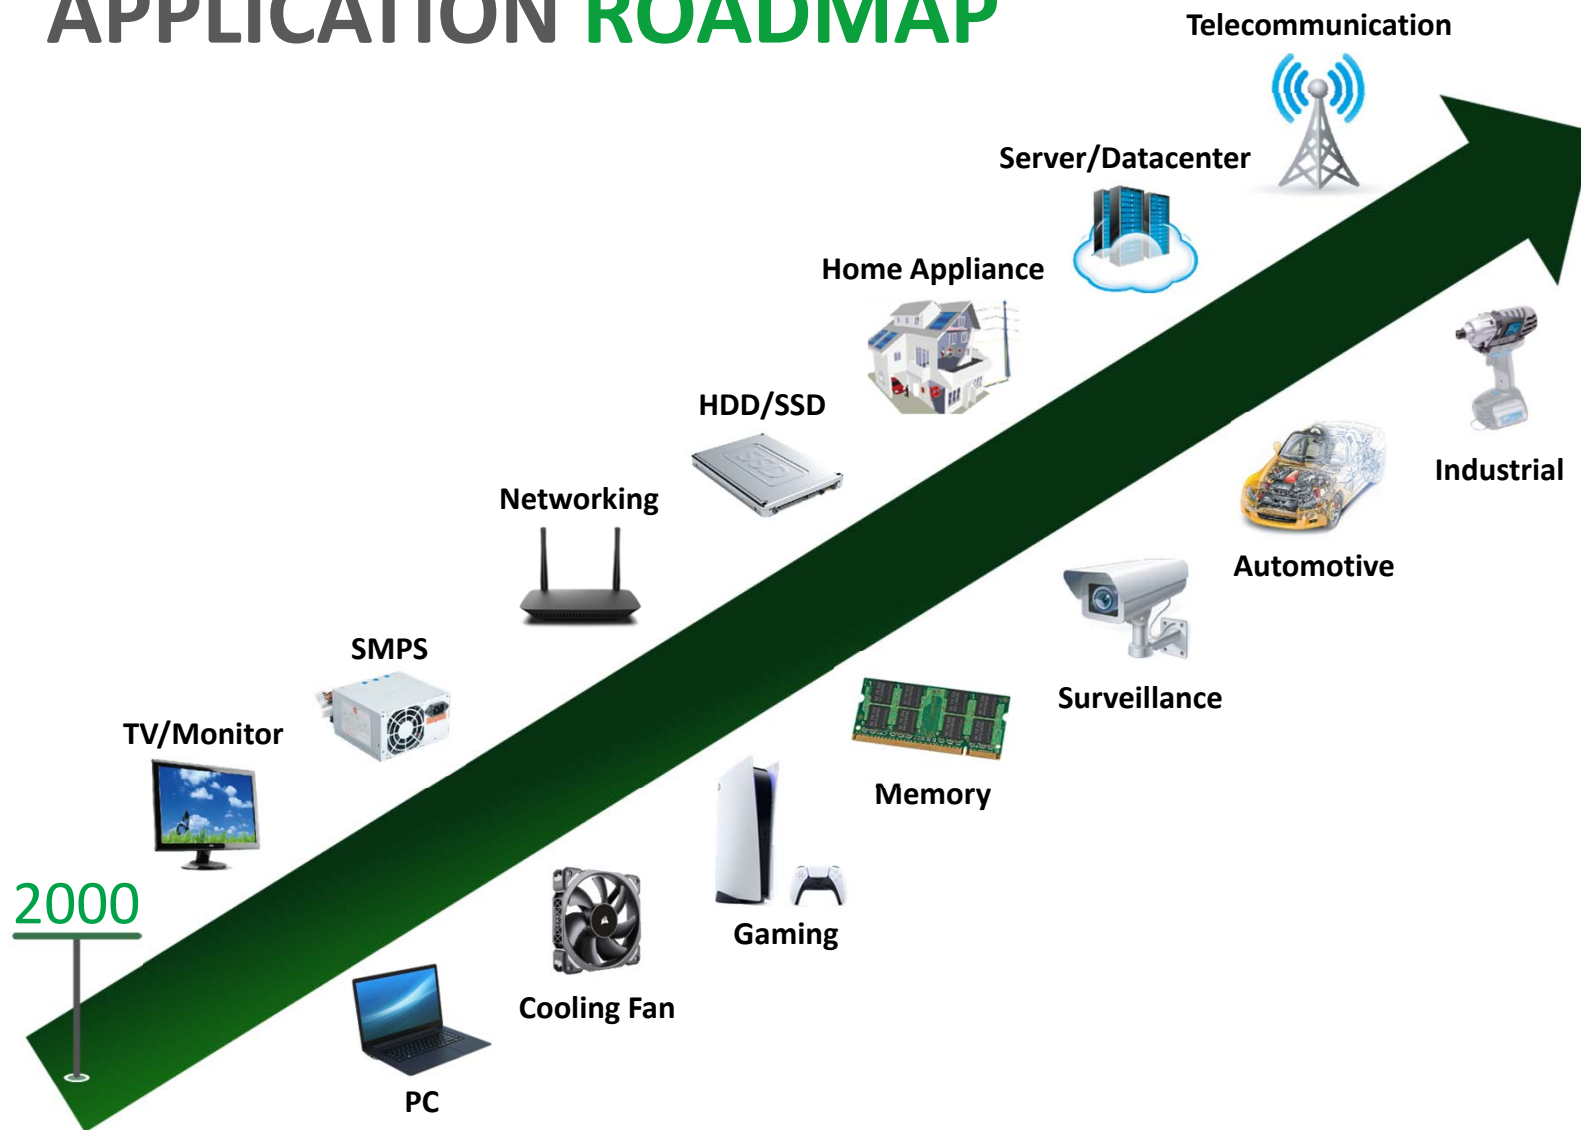 APPLICATION ROADMAP
Telecommunication
Server/Datacenter
Home Appliance
HDD/SSD
SSD
Networking
Industrial
Automotive
SMPS
Surveillance
TV/Monitor
Memory
2000
Gaming
Cooling Fan
PC